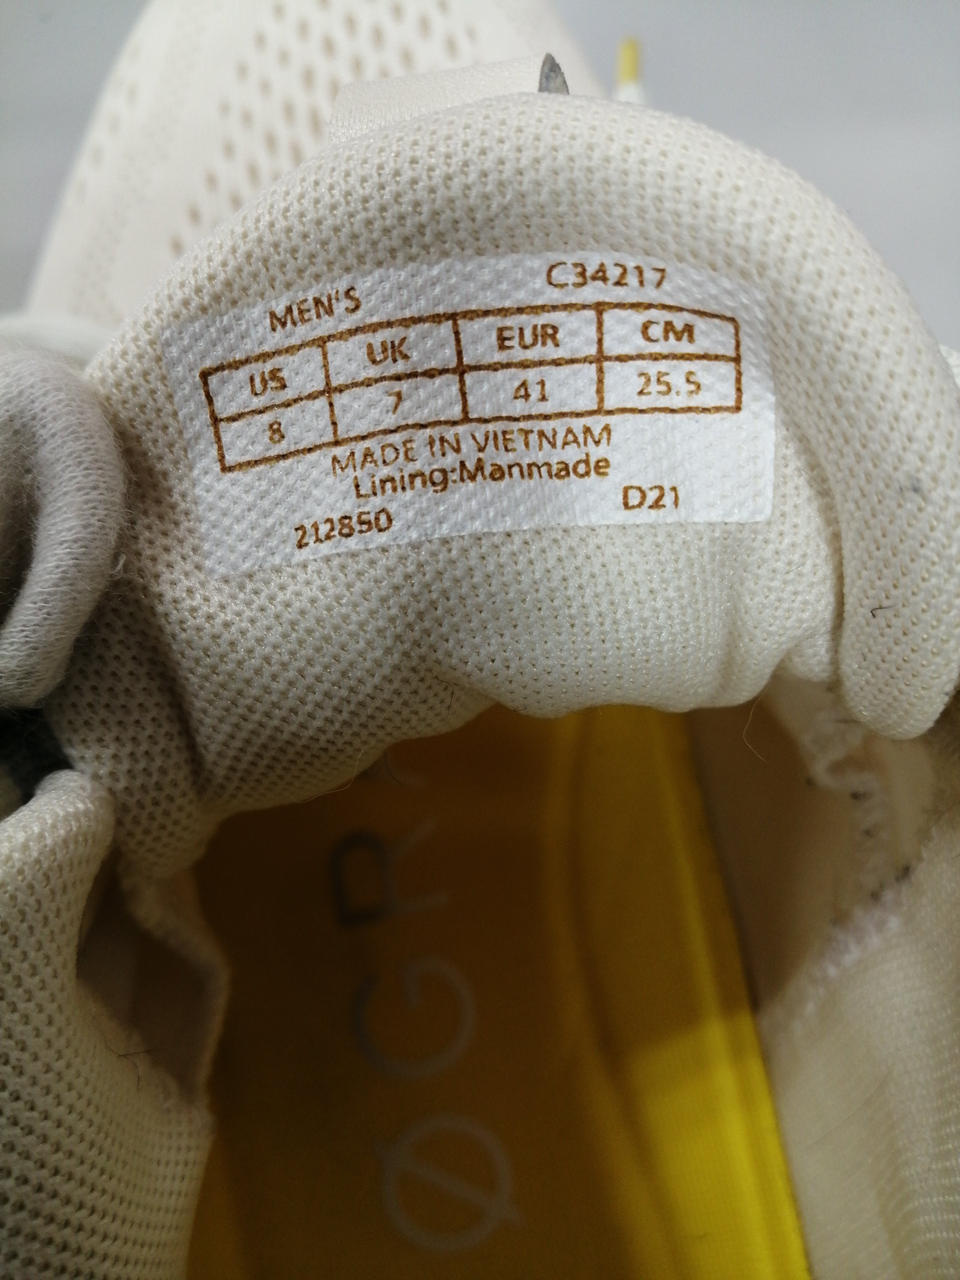 MEN'S C34217
US UK EUR CM
8 7 41 25.5
MADE IN VIETNAM
Lining:Manmade
212850 D21